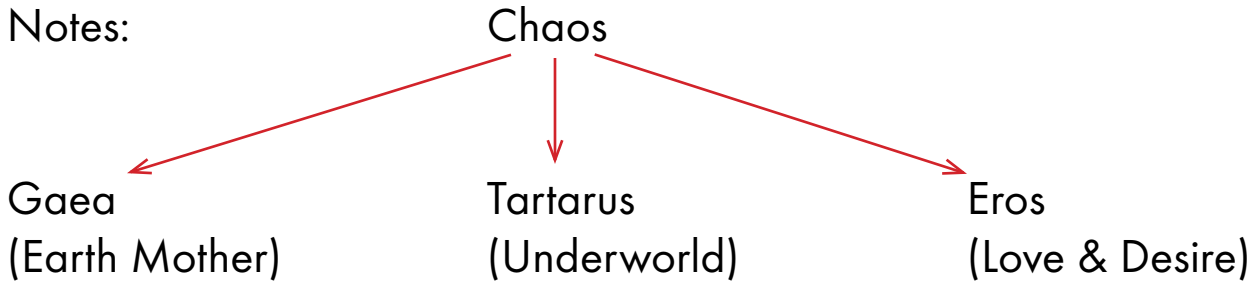 Notes: Chaos
Gaea Tartarus Eros
(Earth Mother) (Underworld) (Love & Desire)